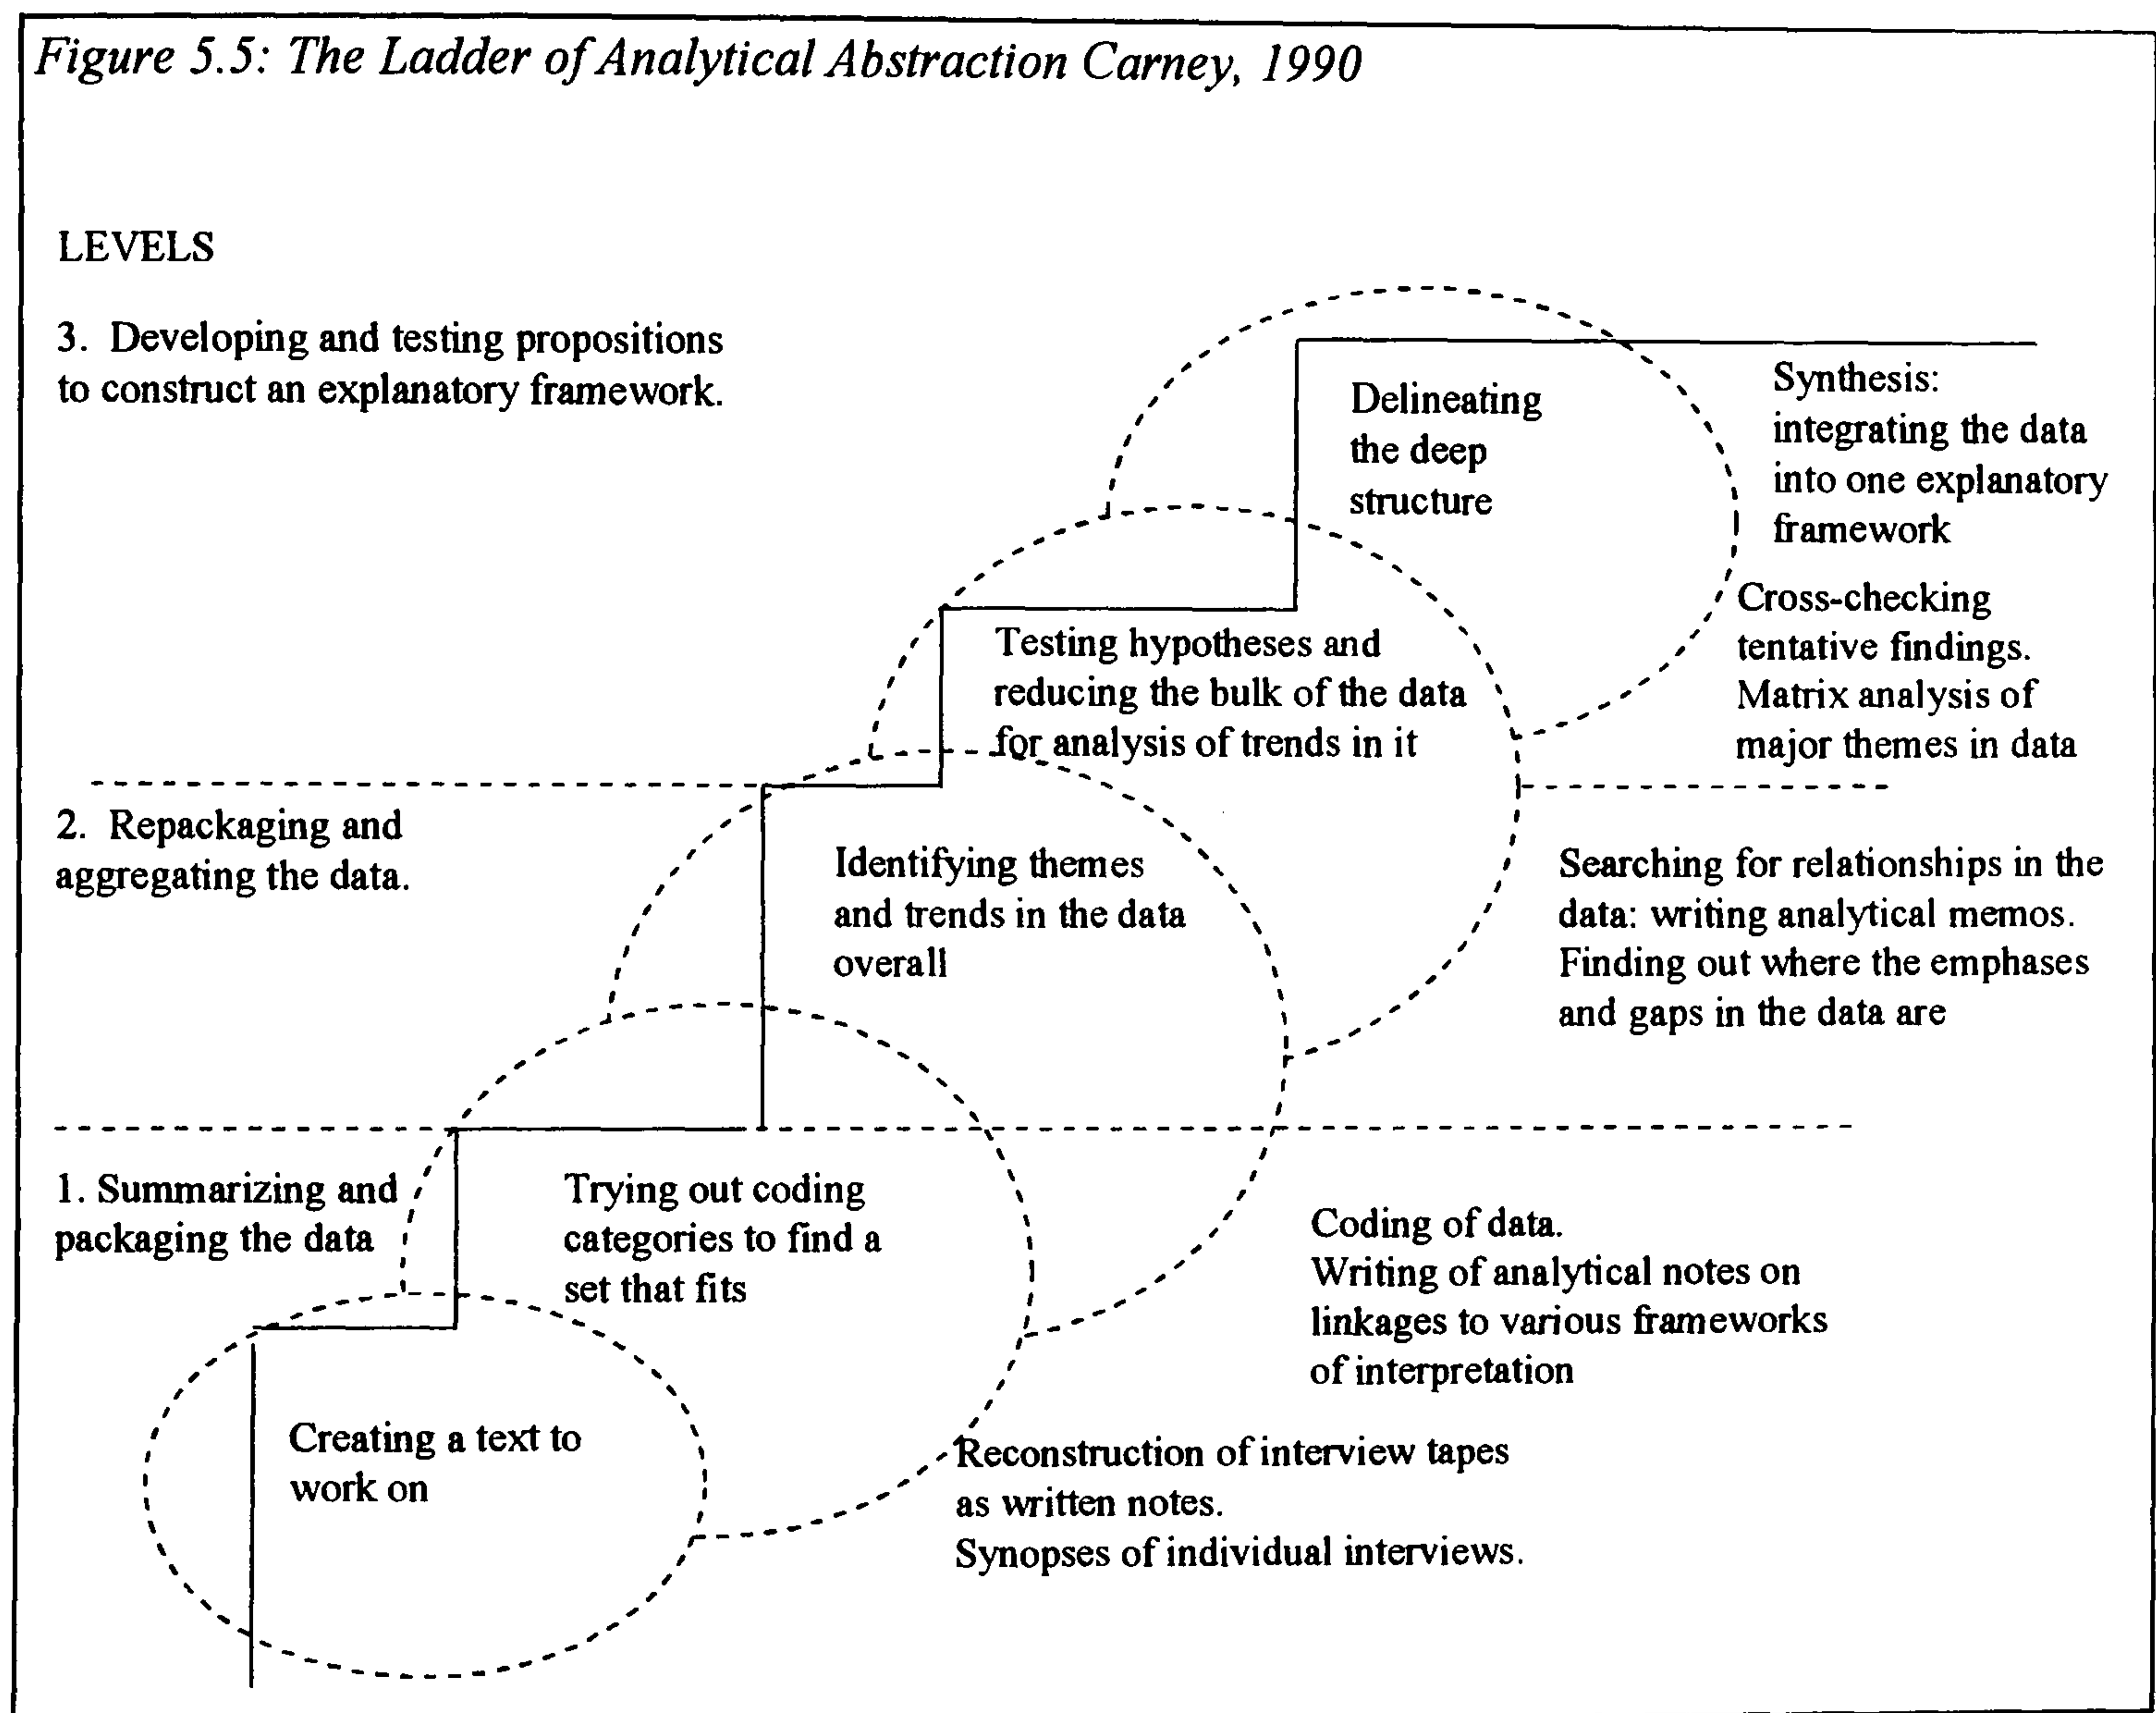 Figure 5.5: The Ladder of Analytical Abstraction Carney, 1990
LEVELS
3. Developing and testing propositions
to construct an explanatory framework.
Delineating
the deep
structure
Synthesis:
integrating the data
into one explanatory
framework
Cross-checking
tentative findings.
Matrix analysis of
major themes in data
Testing hypotheses and
reducing the bulk of the data
for analysis of trends in it
2. Repackaging and
aggregating the data.
Identifying themes
and trends in the data
overall
Searching for relationships in the
data: writing analytical memos.
Finding out where the emphases
and gaps in the data are
1. Summarizing and
packaging the data
Trying out coding
categories to find a
set that fits
Coding of data.
Writing of analytical notes on
linkages to various frameworks
of interpretation
Creating a text to
work on
Reconstruction of interview tapes
as written notes.
Synopses of individual interviews.